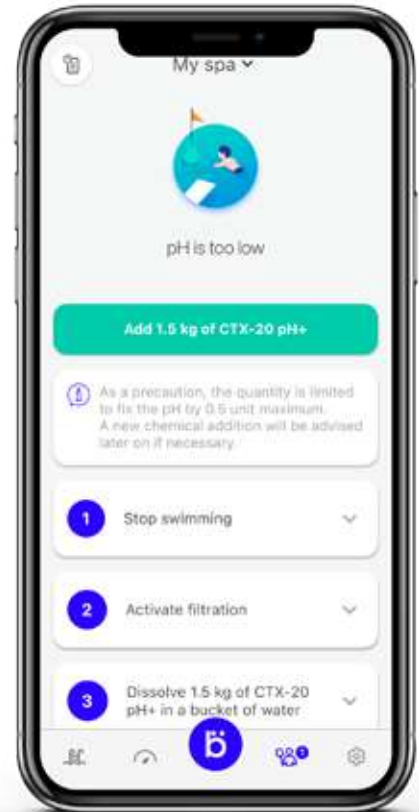 My spa
pH is too low
Add 1.5 kg of CTX-20 pH+
As a precaution, the quantity is limited
to fix the pH by 0.5 unit maximum.
A new chemical addition will be advised
later on if necessary.
1
Stop swimming
2
Activate filtration
3
Dissolve 1.5 kg of CTX-20
pH+ in a bucket of water
b
1